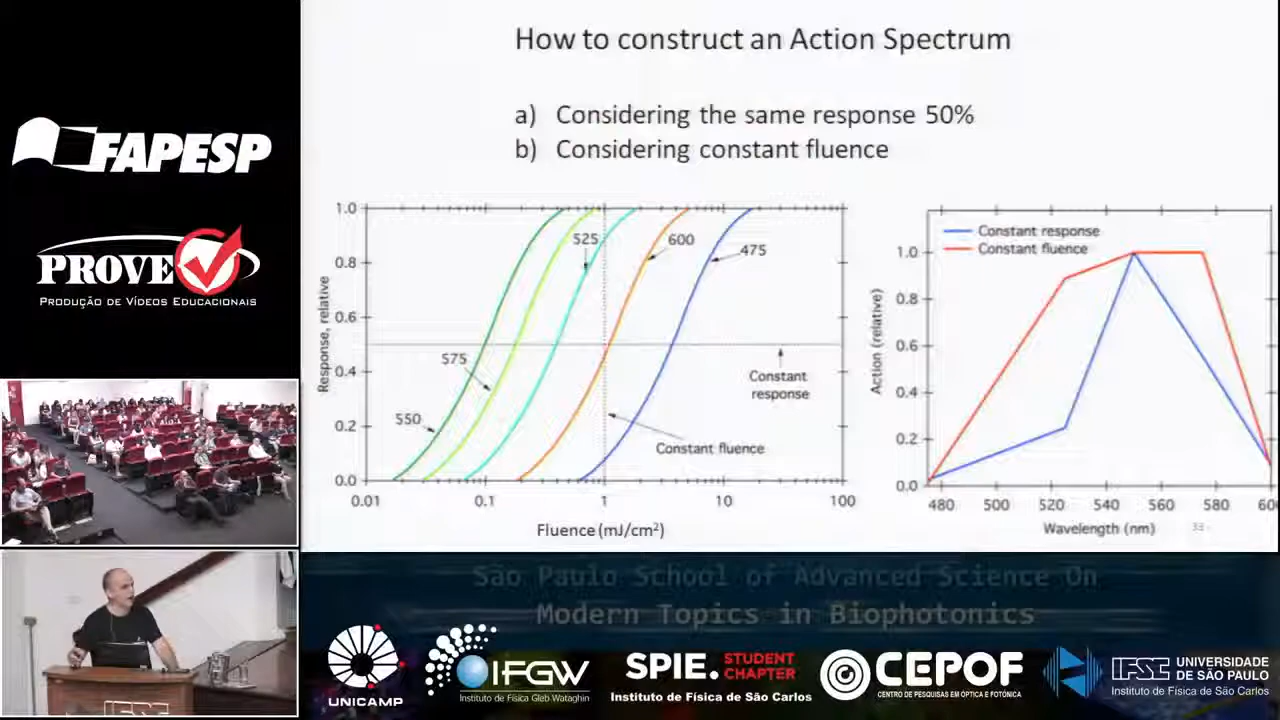 How to construct an Action Spectrum
a) Considering the same response 50%
b) Considering constant fluence
FAPESP
PROVE
PRODUÇÃO DE VÍDEOS EDUCACIONAIS
Response, relative
1.0
0.8
0.6
0.4
0.2
0.0
525
600
475
575
550
Constant
response
Constant fluence
0.01
0.1
1
10
100
Fluence (mJ/cm²)
Constant response
Constant fluence
Action (relative)
1.0
0.8
0.6
0.4
0.2
0.0
480
500
520
540
560
580
Wavelength (nm)
São Paulo School of Advanced Science On
Modern Topics in Biophotonics
UNICAMP
IFGW
Instituto de Física Gleb Wataghin
SPIE. STUDENT
CHAPTER
Instituto de Física de São Carlos
CEPOF
CENTRO DE PESQUISAS EM ÓPTICA E FOTÔNICA
IFSC UNIVERSIDADE
DE SÃO PAULO
Instituto de Física de São Carlos